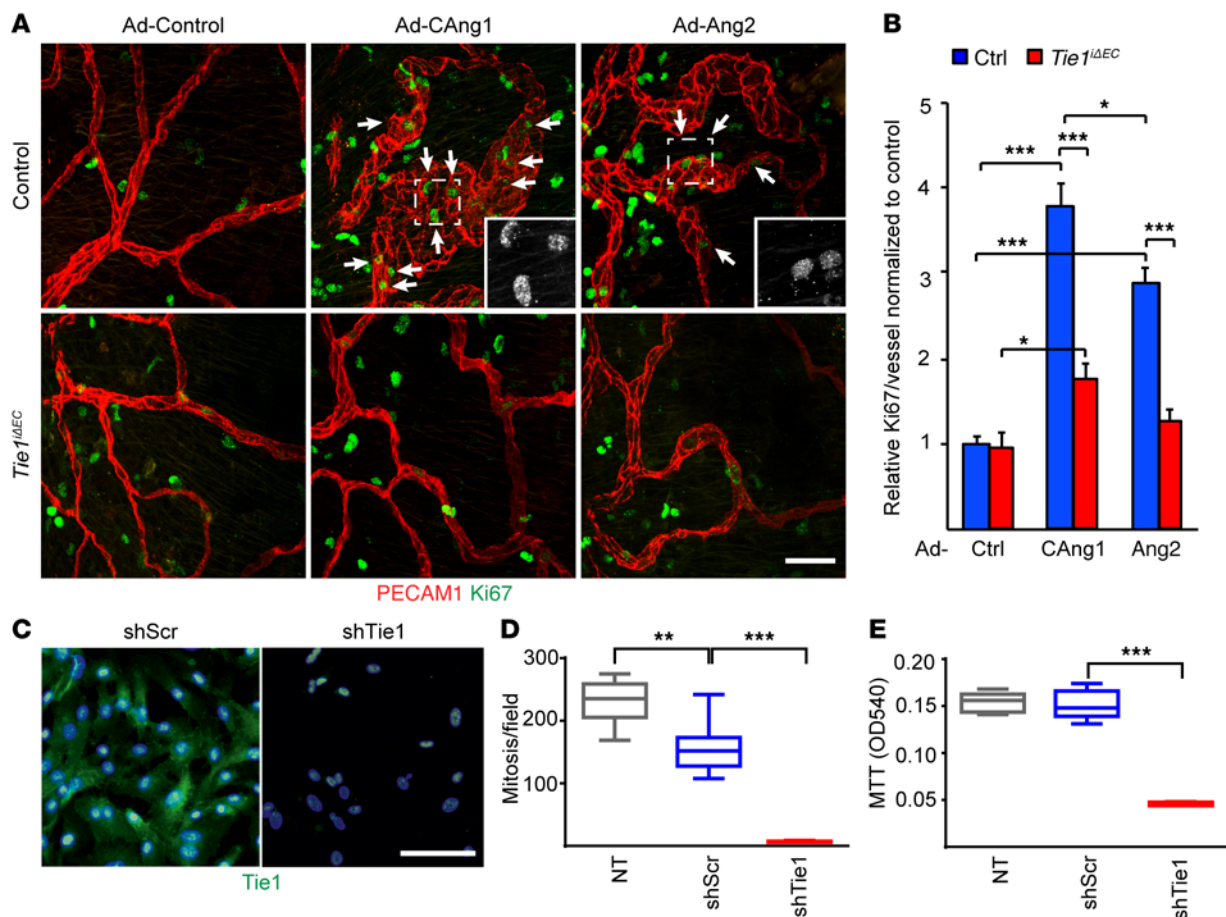 A
Ad-Control
Ad-CAng1
Ad-Ang2
Control
Tie1iΔEC
PECAM1 Ki67
B
Ctrl
Tie1iΔEC
Relative Ki67/vessel normalized to control
5
4
3
2
1
*
***
***
***
***
*
Ad-
Ctrl
CAng1
Ang2
C
shScr
shTie1
Tie1
D
**
***
Mitosis/field
300
200
100
NT
shScr
shTie1
E
***
MTT (OD540)
0.20
0.15
0.10
0.05
NT
shScr
shTie1